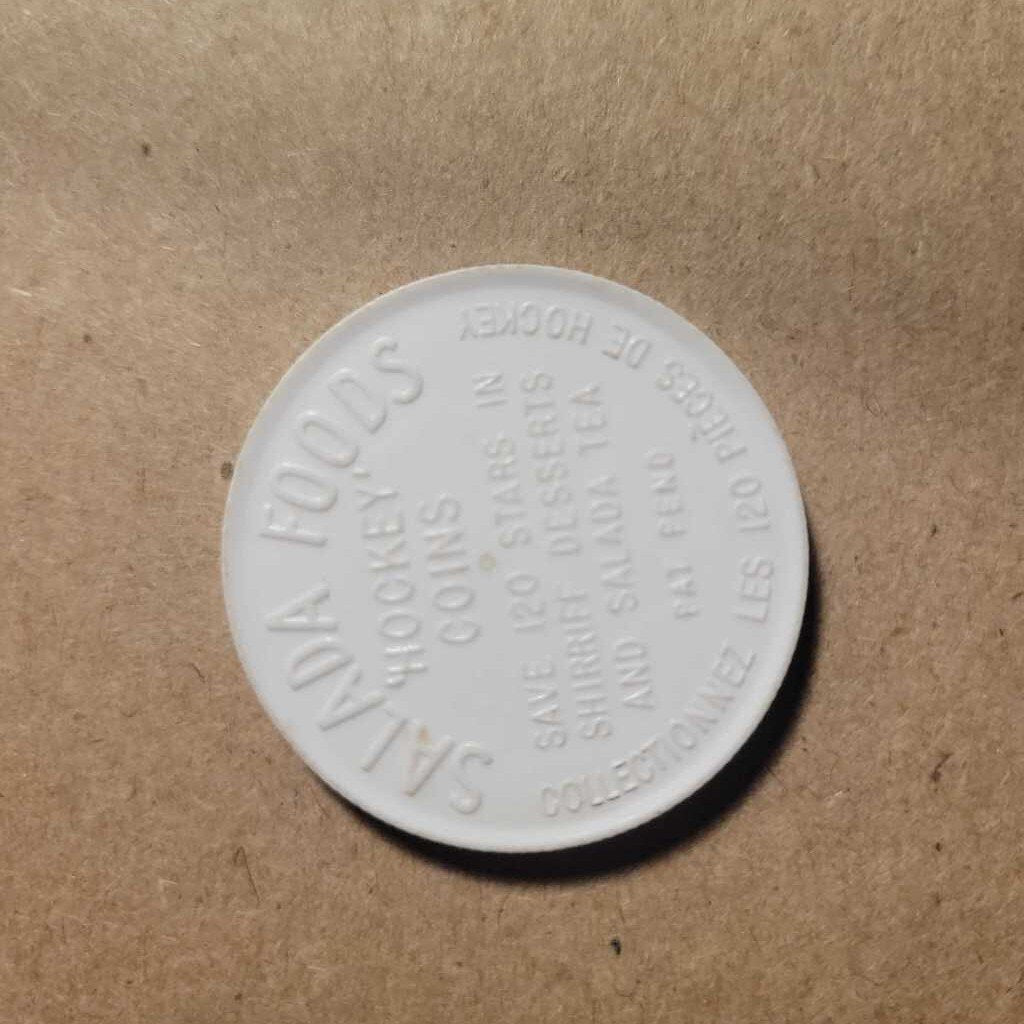 SALADA FOODS
"HOCKEY"
COINS
SAVE 120 STARS IN
SHIRRIFF DESSERTS
AND SALADA TEA
PAT PEND
COLLECTIONNEZ LES 120 PIÈCES DE HOCKEY